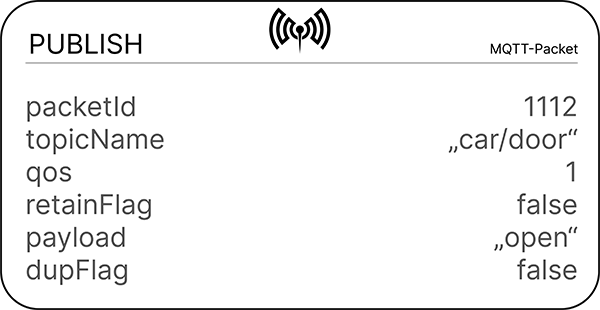 PUBLISH MQTT-Packet
packetId 1112
topicName „car/door“
qos 1
retainFlag false
payload „open“
dupFlag false